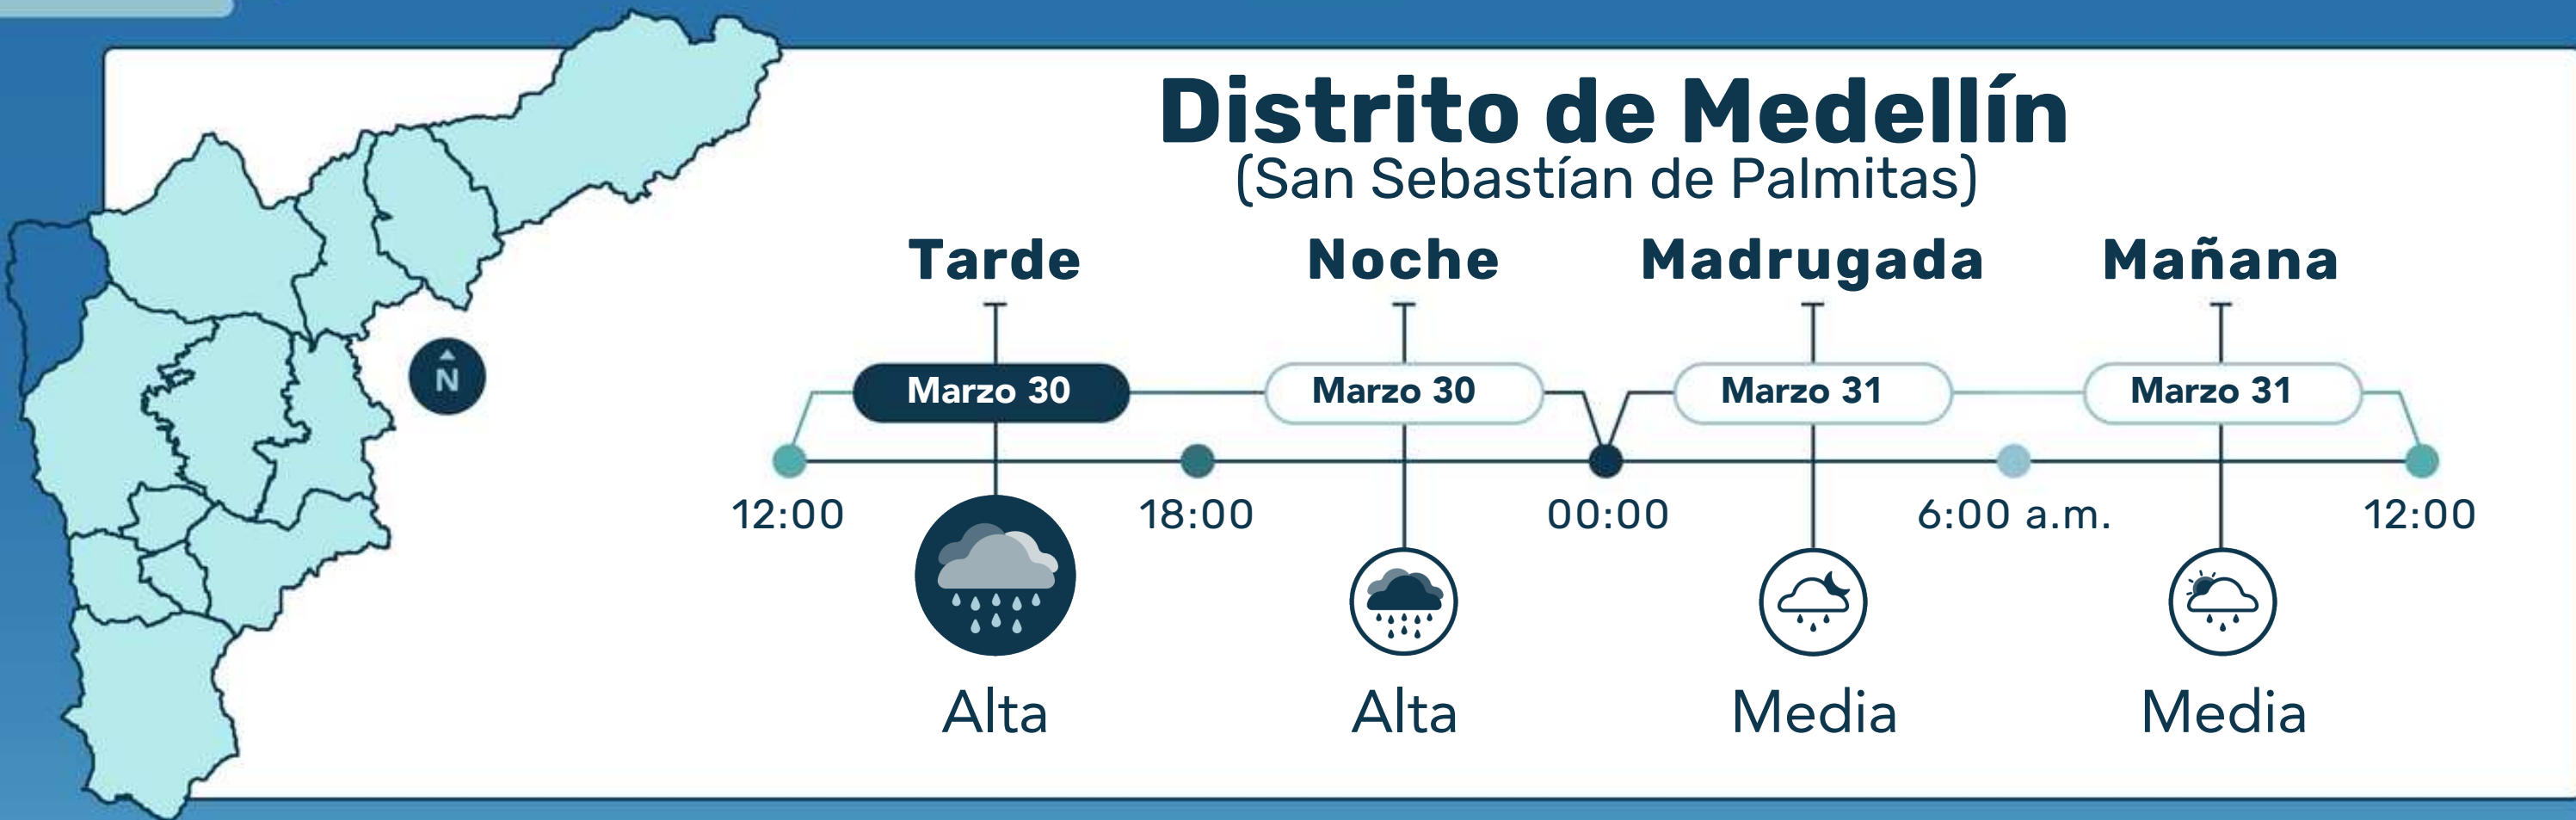 Distrito de Medellín
(San Sebastían de Palmitas)
Tarde Noche Madrugada Mañana
N
Marzo 30 Marzo 30 Marzo 31 Marzo 31
12:00 18:00 00:00 6:00 a.m. 12:00
Alta Alta Media Media